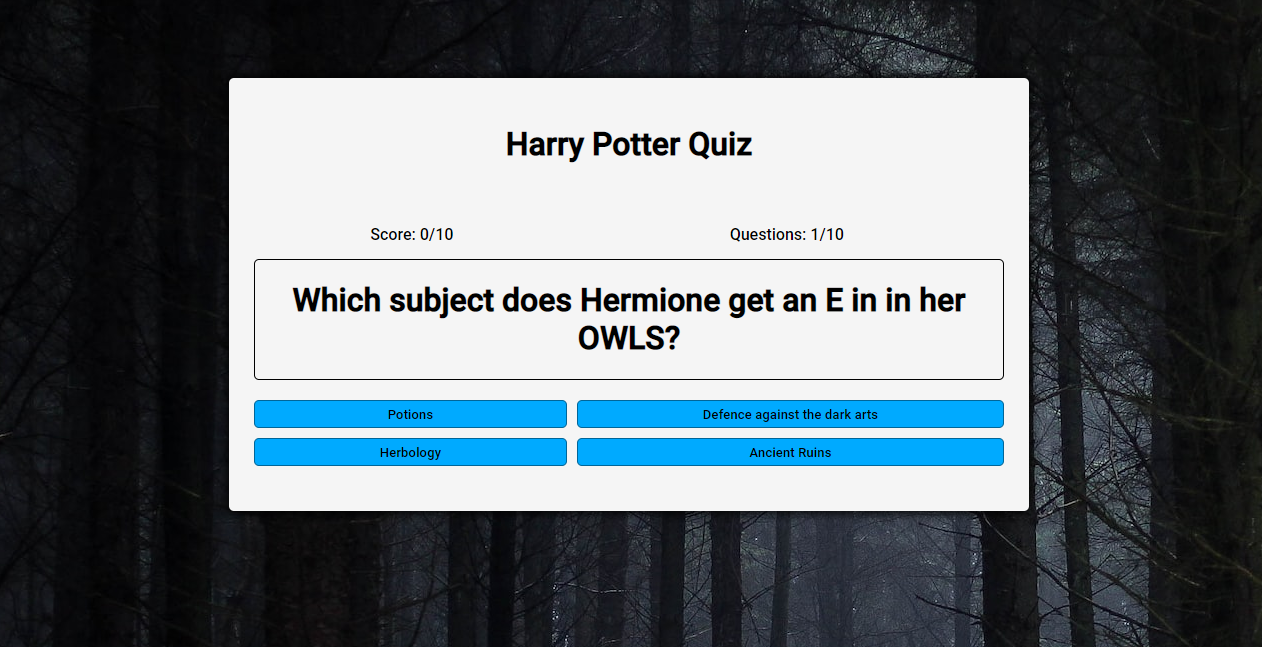 Harry Potter Quiz
Score: 0/10
Questions: 1/10
Which subject does Hermione get an E in in her
OWLS?
Potions
Defence against the dark arts
Herbology
Ancient Ruins